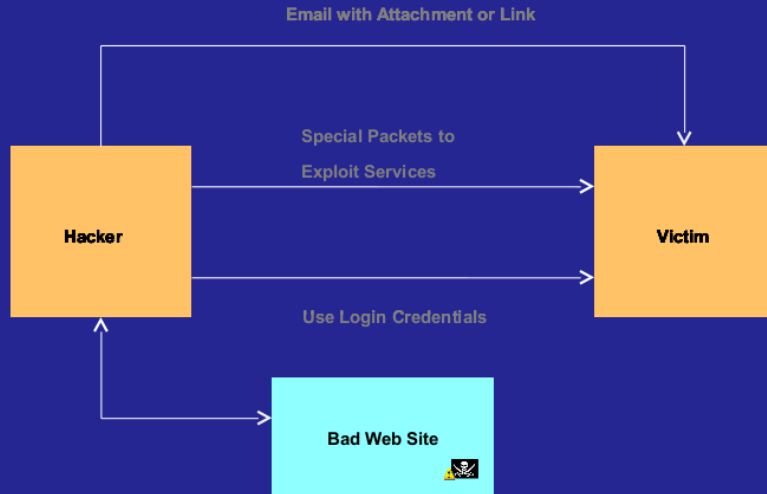 Email with Attachment or Link
Special Packets to
Exploit Services
Hacker
Victim
Use Login Credentials
Bad Web Site